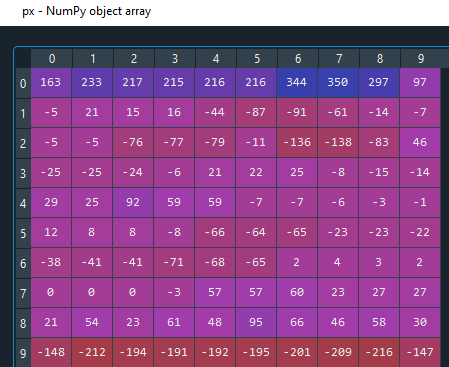 px - NumPy object array
0 1 2 3 4 5 6 7 8 9
0 163 233 217 215 216 216 344 350 297 97
1 -5 21 15 16 -44 -87 -91 -61 -14 -7
2 -5 -5 -76 -77 -79 -11 -136 -138 -83 46
3 -25 -25 -24 -6 21 22 25 -8 -15 -14
4 29 25 92 59 59 -7 -7 -6 -3 -1
5 12 8 8 -8 -66 -64 -65 -23 -23 -22
6 -38 -41 -41 -71 -68 -65 2 4 3 2
7 0 0 0 -3 57 57 60 23 27 27
8 21 54 23 61 48 95 66 46 58 30
9 -148 -212 -194 -191 -192 -195 -201 -209 -216 -147